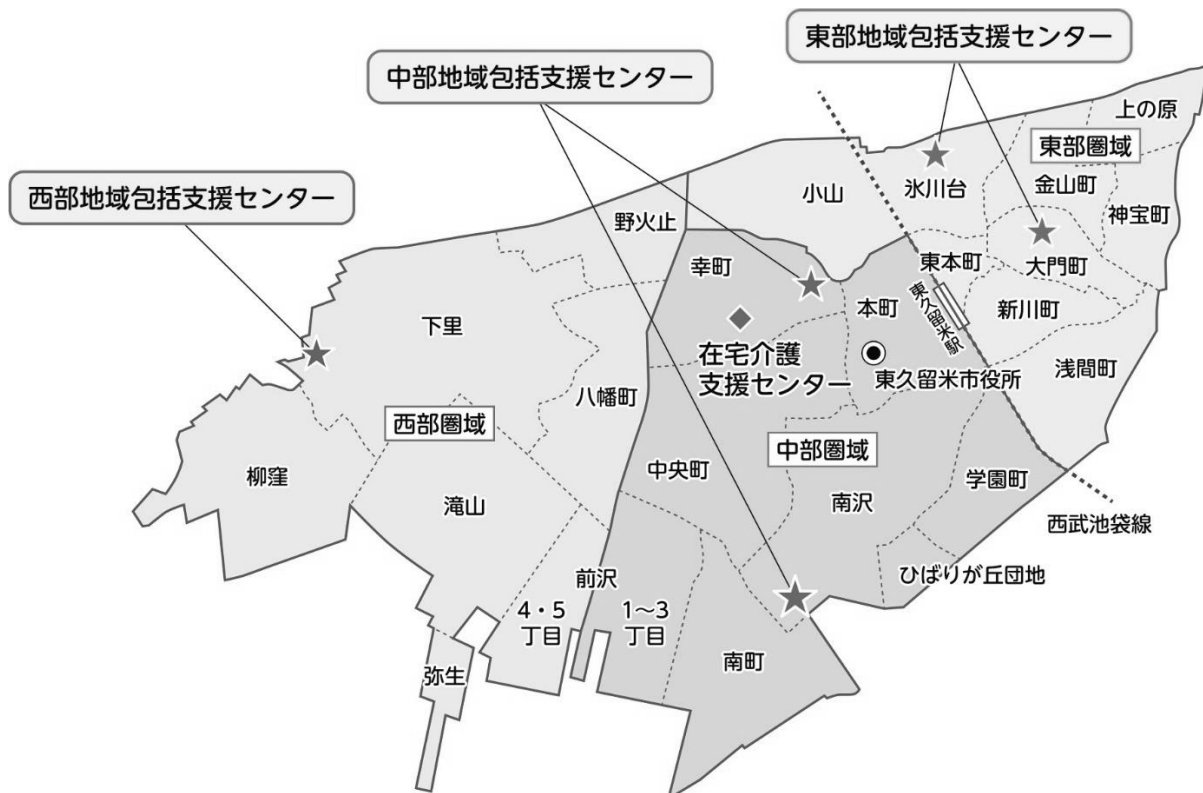 東部地域包括支援センター
中部地域包括支援センター
西部地域包括支援センター
上の原
東部圏域
氷川台
金山町
小山
神宝町
野火止
東本町
大門町
幸町
本町
東久留米駅
新川町
下里
在宅介護
支援センター
東久留米市役所
浅間町
八幡町
西部圏域
中部圏域
柳窪
中央町
学園町
滝山
南沢
西武池袋線
前沢
ひばりが丘団地
4・5
丁目
1〜3
丁目
南町
弥生